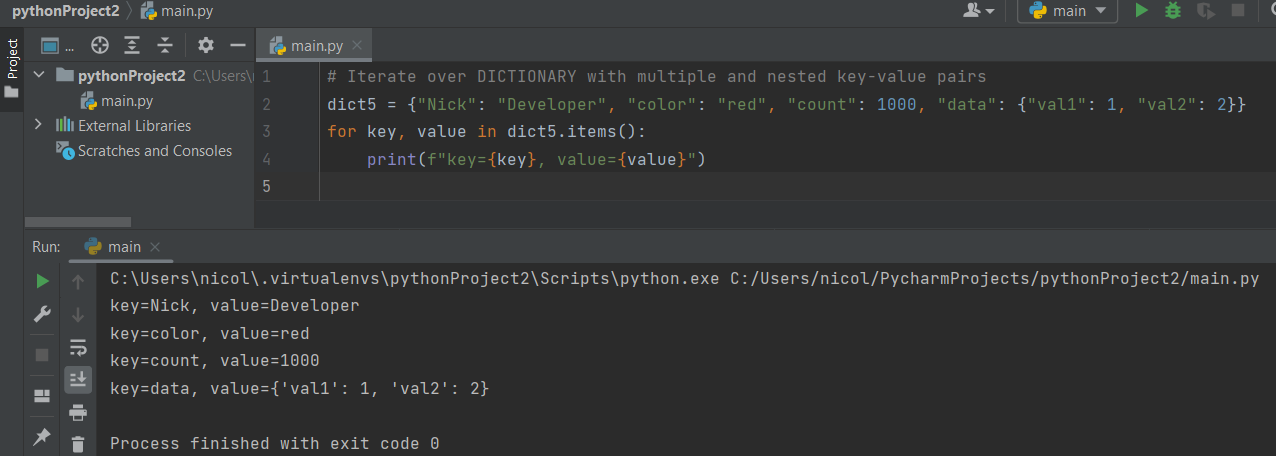 pythonProject2 main.py
main
Project
...
main.py
pythonProject2 C:\Users\
main.py
External Libraries
Scratches and Consoles
1 # Iterate over DICTIONARY with multiple and nested key-value pairs
2 dict5 = {"Nick": "Developer", "color": "red", "count": 1000, "data": {"val1": 1, "val2": 2}}
3 for key, value in dict5.items():
4     print(f"key={key}, value={value}")
5
Run: main
C:\Users\nicol\.virtualenvs\pythonProject2\Scripts\python.exe C:/Users/nicol/PycharmProjects/pythonProject2/main.py
key=Nick, value=Developer
key=color, value=red
key=count, value=1000
key=data, value={'val1': 1, 'val2': 2}
Process finished with exit code 0